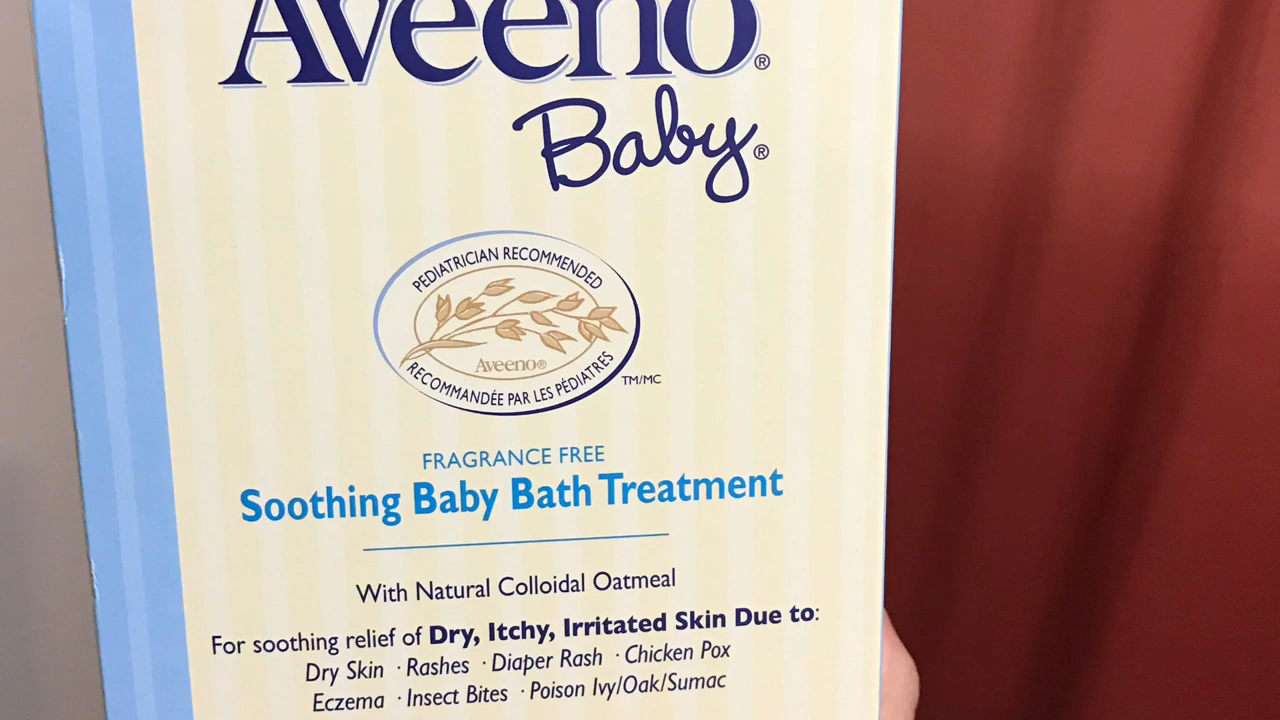 Aveeno®
Baby®
PEDIATRICIAN RECOMMENDED
Aveeno®
RECOMMANDÉE PAR LES PÉDIATRES
TM/MC
FRAGRANCE FREE
Soothing Baby Bath Treatment
With Natural Colloidal Oatmeal
For soothing relief of Dry, Itchy, Irritated Skin Due to:
Dry Skin · Rashes · Diaper Rash · Chicken Pox
Eczema · Insect Bites · Poison Ivy/Oak/Sumac